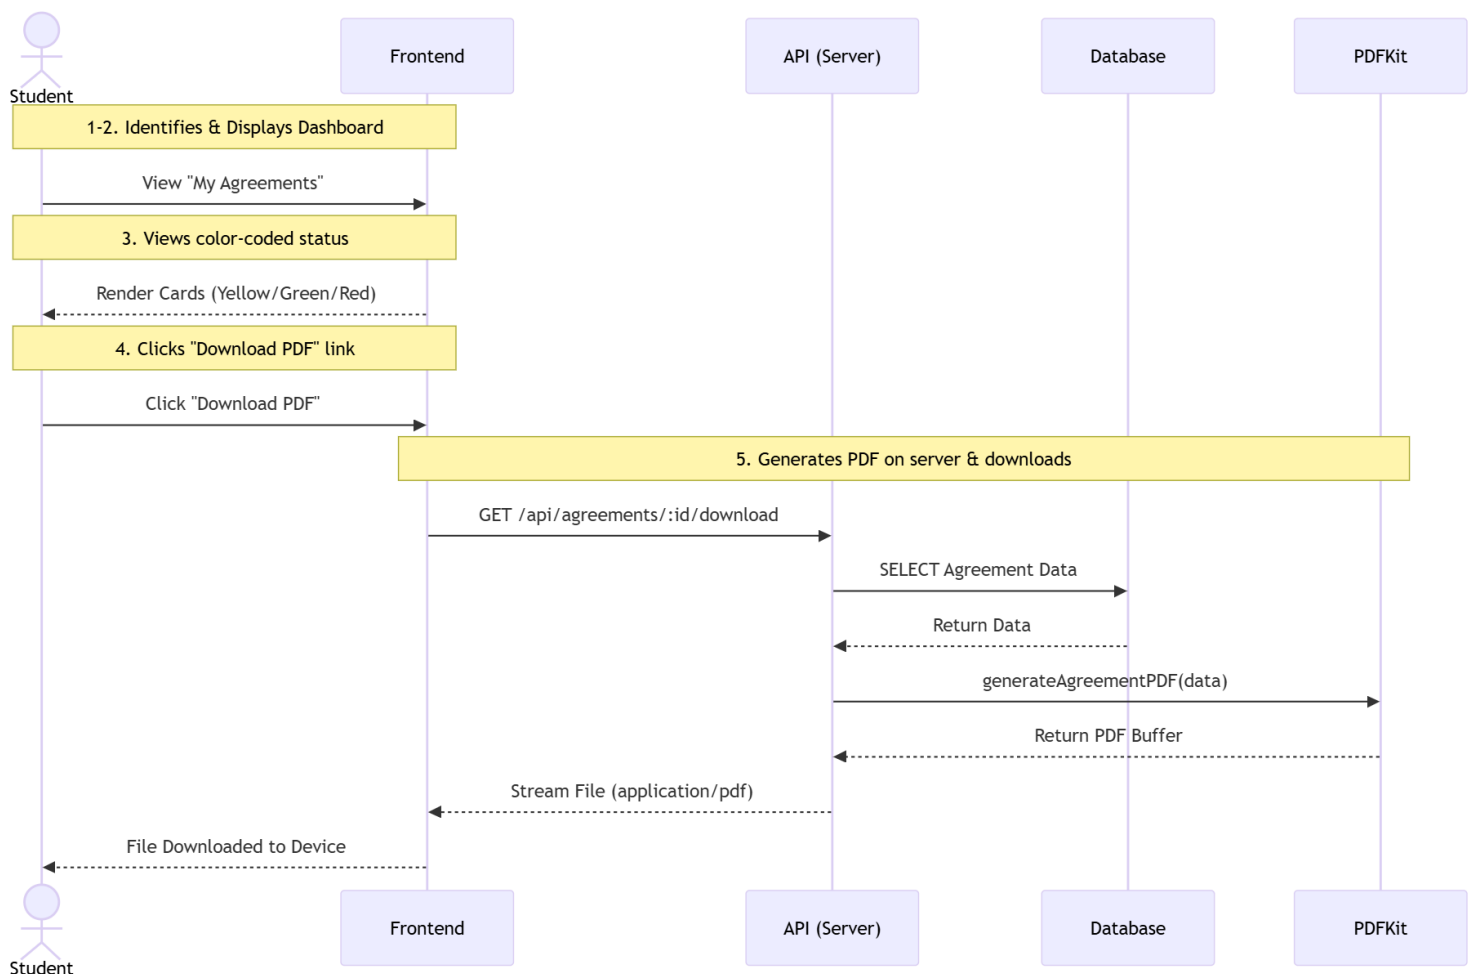 Student
Frontend
API (Server)
Database
PDFKit
1-2. Identifies & Displays Dashboard
View "My Agreements"
3. Views color-coded status
Render Cards (Yellow/Green/Red)
4. Clicks "Download PDF" link
Click "Download PDF"
5. Generates PDF on server & downloads
GET /api/agreements/:id/download
SELECT Agreement Data
Return Data
generateAgreementPDF(data)
Return PDF Buffer
Stream File (application/pdf)
File Downloaded to Device
Student
Frontend
API (Server)
Database
PDFKit